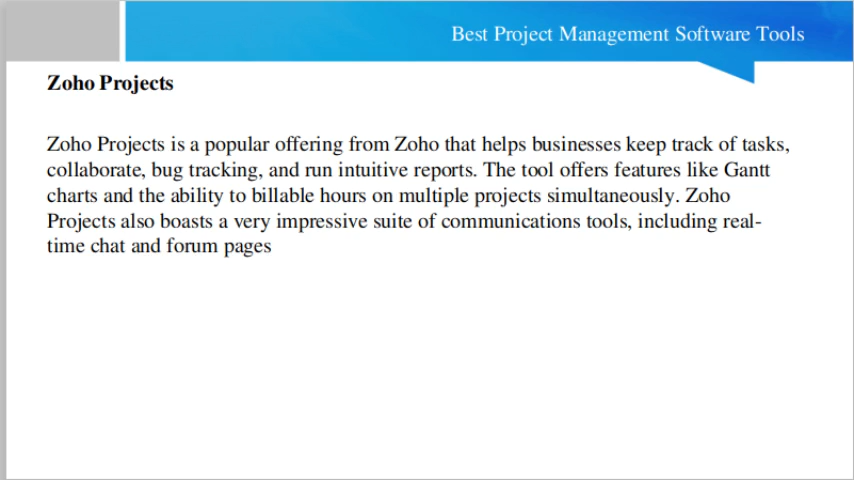 Best Project Management Software Tools
Zoho Projects
Zoho Projects is a popular offering from Zoho that helps businesses keep track of tasks,
collaborate, bug tracking, and run intuitive reports. The tool offers features like Gantt
charts and the ability to billable hours on multiple projects simultaneously. Zoho
Projects also boasts a very impressive suite of communications tools, including real-
time chat and forum pages